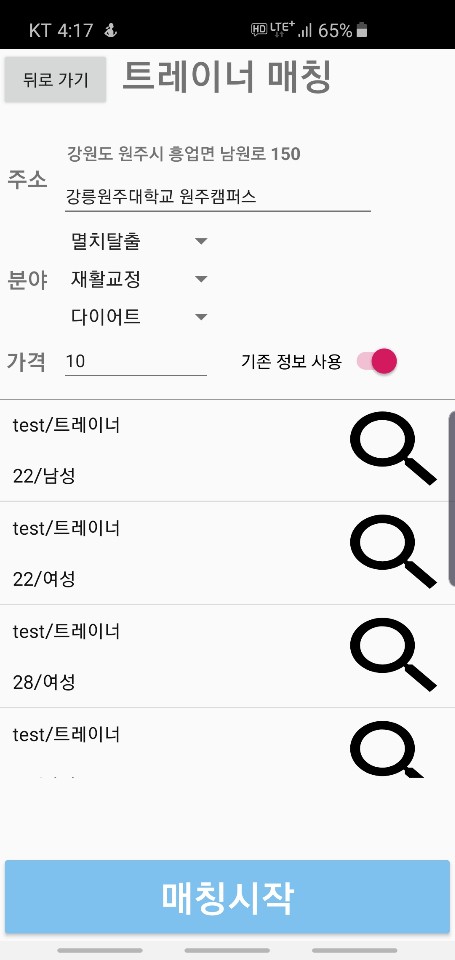 KT 4:17 HD LTE+ 65%
뒤로 가기 트레이너 매칭
강원도 원주시 흥업면 남원로 150
주소
강릉원주대학교 원주캠퍼스
멸치탈출
분야 재활교정
다이어트
가격 10 기존 정보 사용
test/트레이너
22/남성
test/트레이너
22/여성
test/트레이너
28/여성
test/트레이너
매칭시작